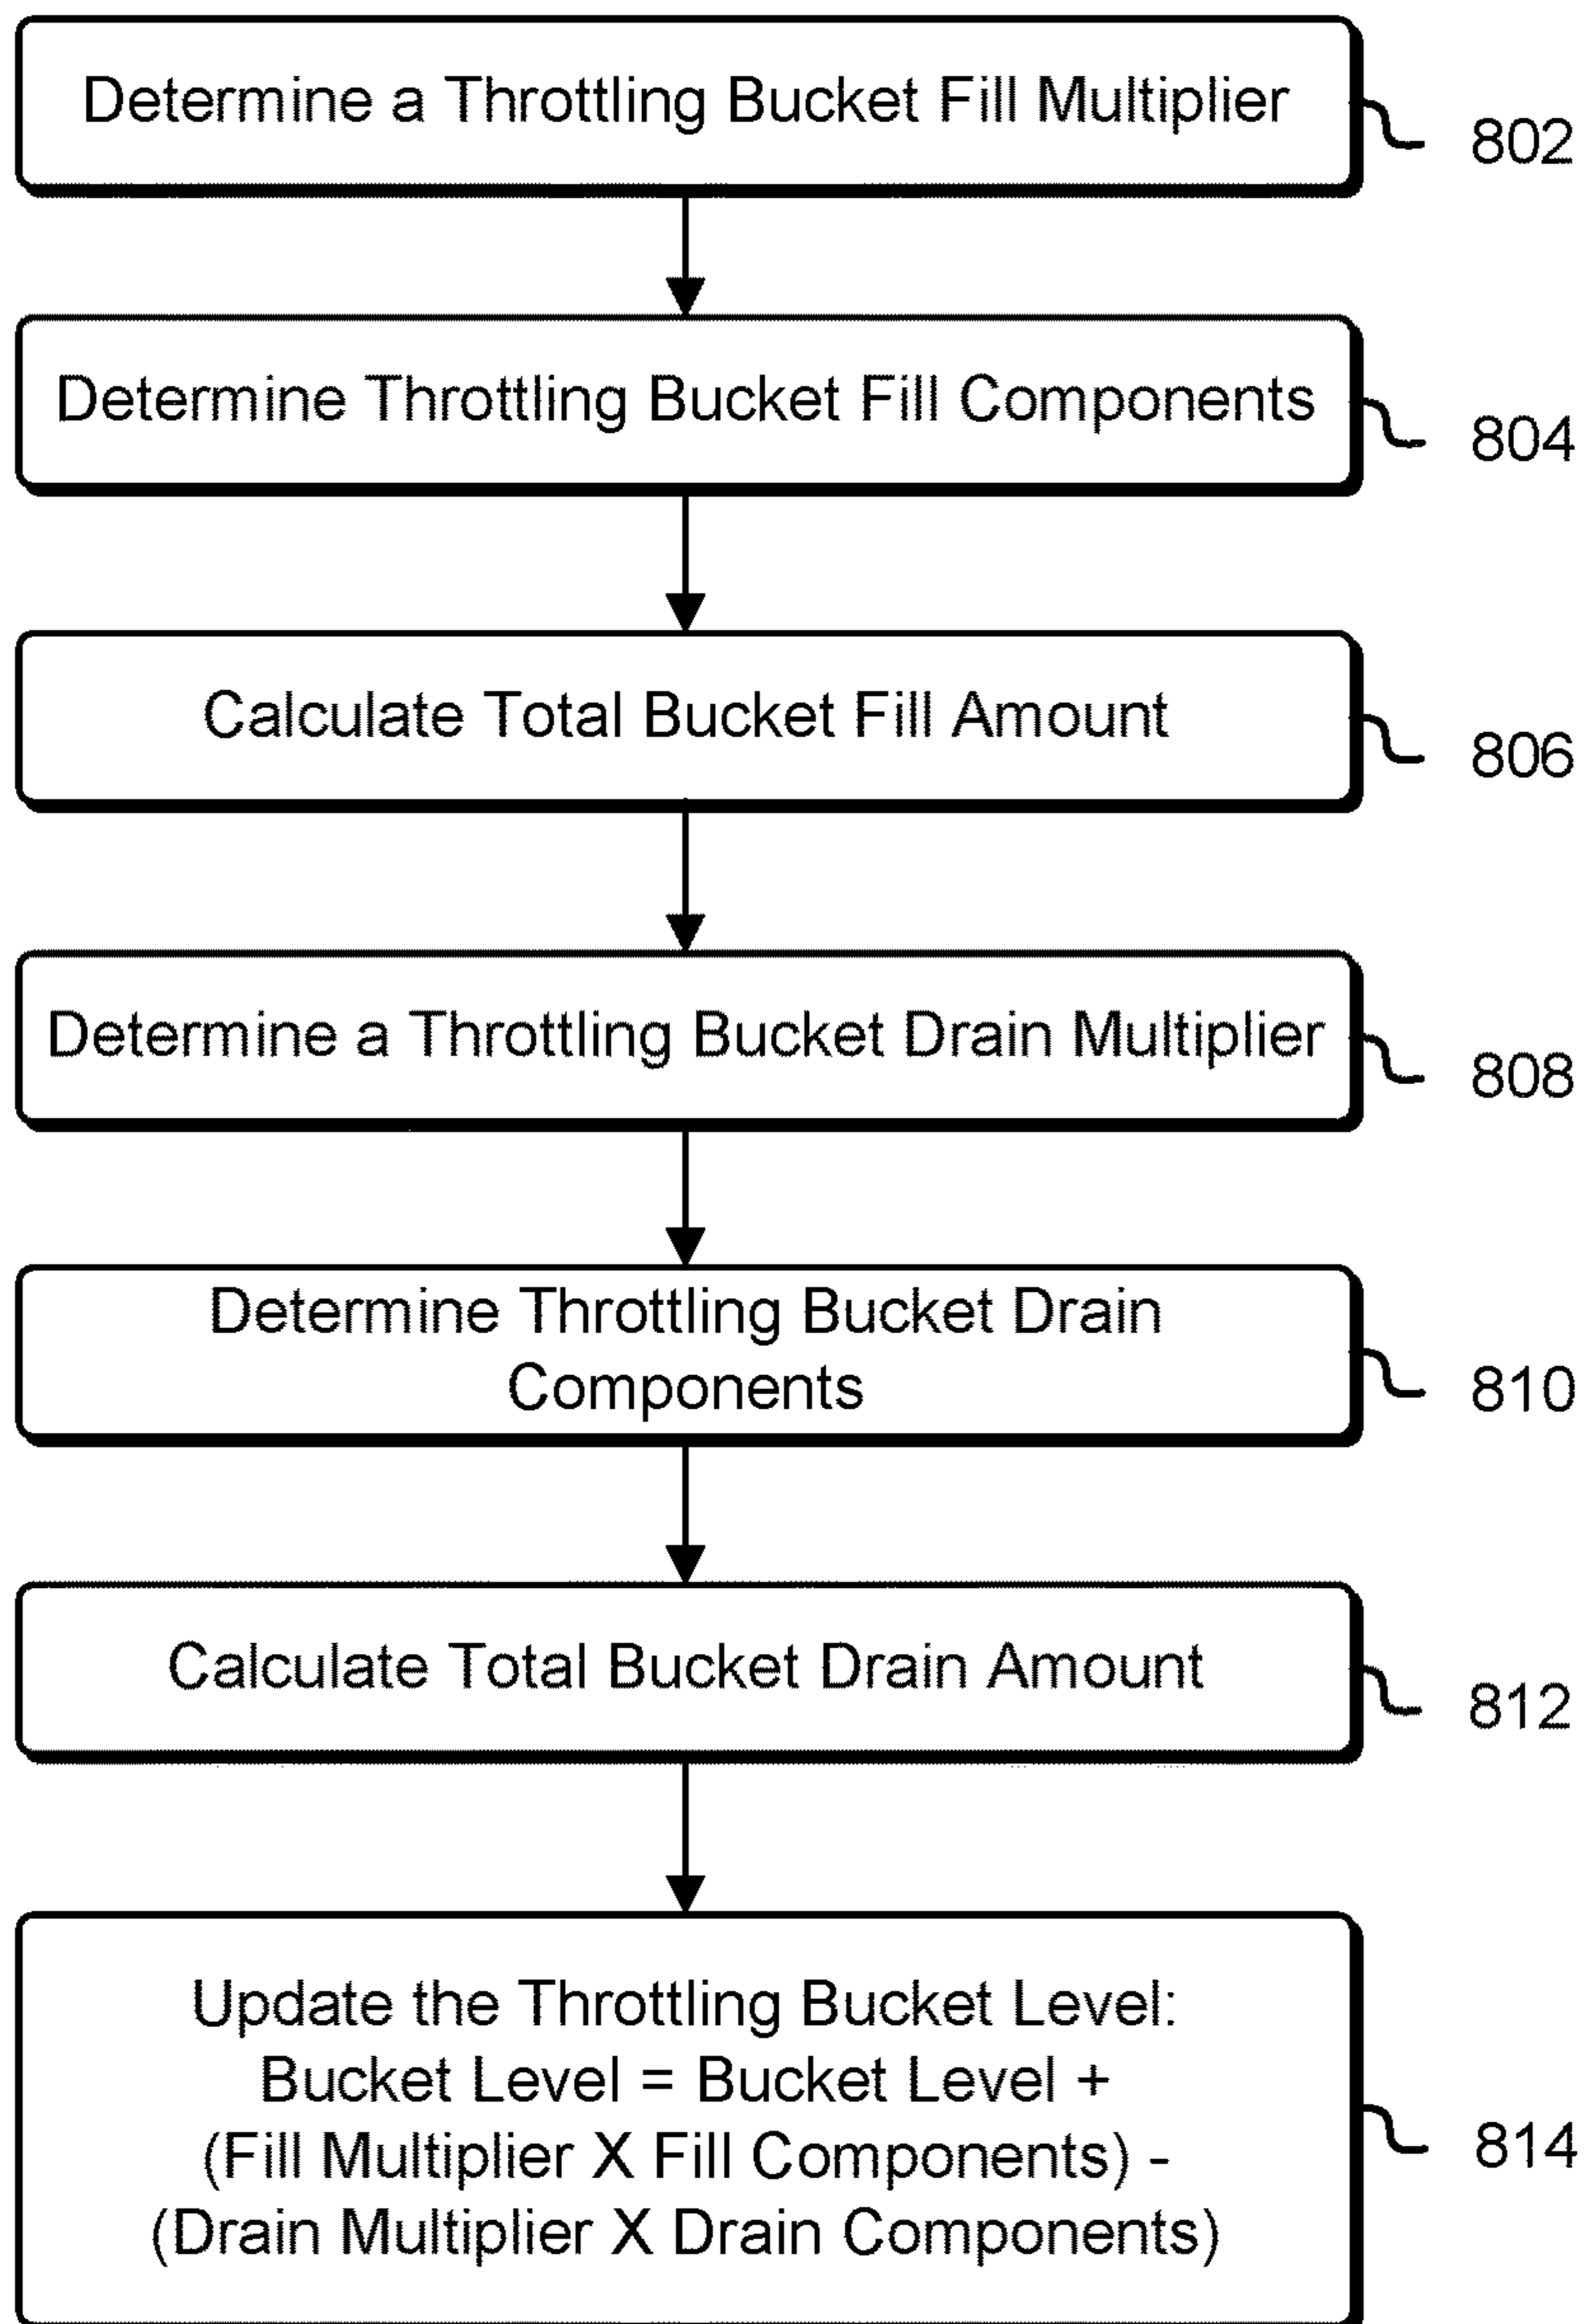 Determine a Throttling Bucket Fill Multiplier
802
Determine Throttling Bucket Fill Components
804
Calculate Total Bucket Fill Amount
806
Determine a Throttling Bucket Drain Multiplier
808
Determine Throttling Bucket Drain
Components
810
Calculate Total Bucket Drain Amount
812
Update the Throttling Bucket Level:
Bucket Level = Bucket Level +
(Fill Multiplier X Fill Components) -
(Drain Multiplier X Drain Components)
814